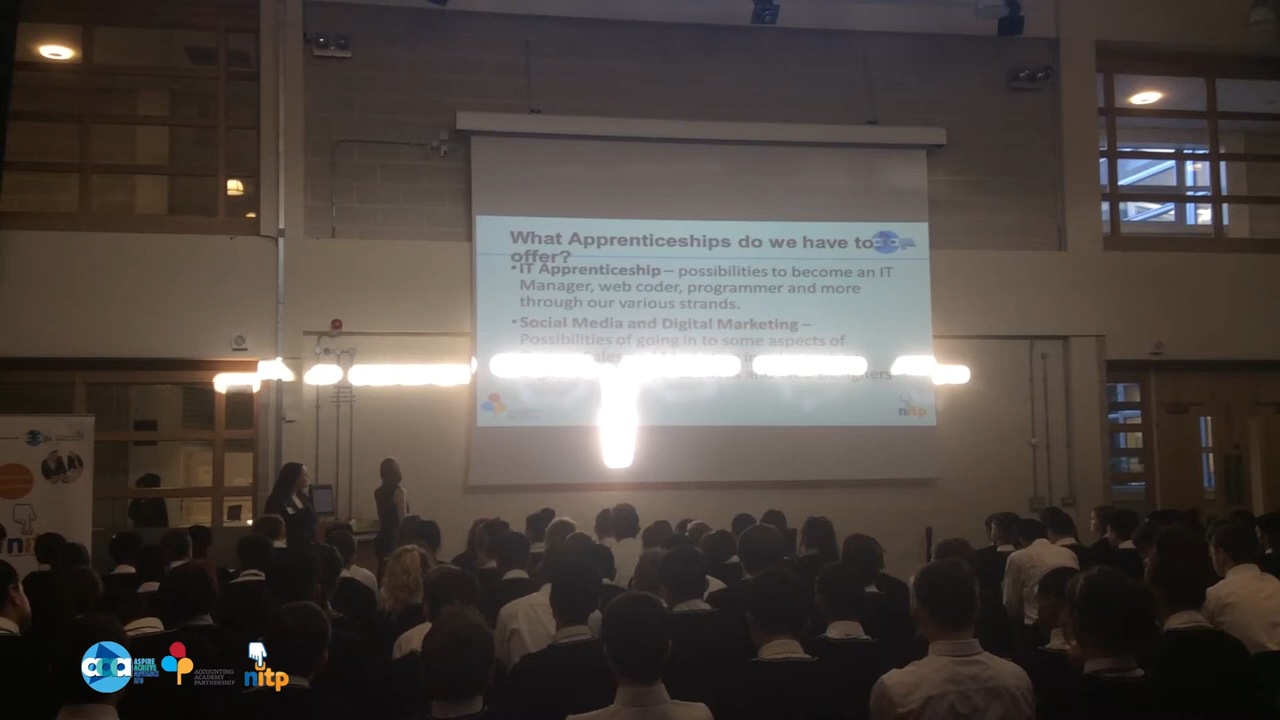 What Apprenticeships do we have to
offer?
•IT Apprenticeship – possibilities to become an IT
Manager, web coder, programmer and more
through our various strands.
•Social Media and Digital Marketing –
Possibilities of going in to some aspects of
nitp
aca
ASPIRE
ACHIEVE
ACCOUNTING
ACADEMY
PARTNERSHIP
nitp